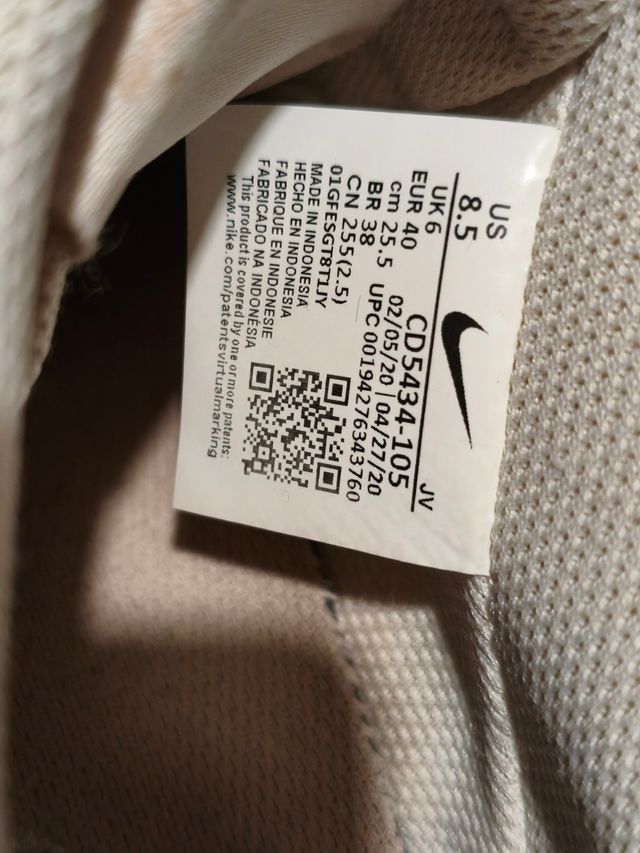 US
8.5
UK 6
EUR 40
cm 25.5
BR 38
CN 255(2.5)
JV
CD5434-105
02/05/20 | 04/27/20
UPC 00194276343760
01GFESGT8T1JY
MADE IN INDONESIA
HECHO EN INDONESIA
FABRIQUE EN INDONESIE
FABRICADO NA INDONÉSIA
This product is covered by one or more patents:
www.nike.com/patentsvirtualmarking